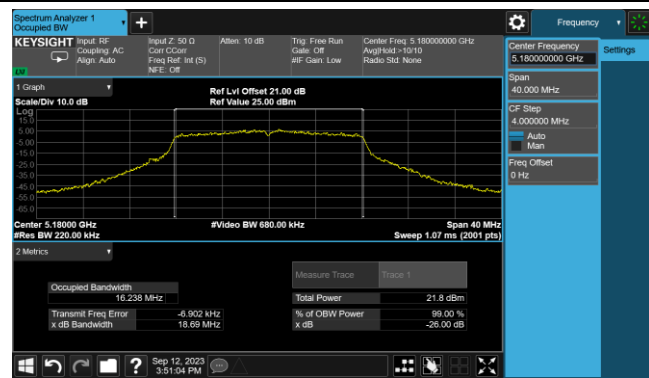 Spectrum Analyzer 1
Occupied BW
Frequency
KEYSIGHT
Input: RF
Coupling: AC
Align: Auto
Input Z: 50 Ω
Corr CCorr
Freq Ref: Int (S)
NFE: Off
Atten: 10 dB
Trig: Free Run
Gate: Off
#IF Gain: Low
Center Freq: 5.180000000 GHz
Avg|Hold:>10/10
Radio Std: None
Center Frequency
5.180000000 GHz
Settings
Span
40.000 MHz
CF Step
4.000000 MHz
Auto
Man
Freq Offset
0 Hz
1 Graph
Scale/Div 10.0 dB
Ref Lvl Offset 21.00 dB
Ref Value 25.00 dBm
Log
15.0
5.00
-5.00
-15.0
-25.0
-35.0
-45.0
-55.0
-65.0
Center 5.18000 GHz
#Res BW 220.00 kHz
#Video BW 680.00 kHz
Span 40 MHz
Sweep 1.07 ms (2001 pts)
2 Metrics
Measure Trace
Trace 1
Occupied Bandwidth
16.238 MHz
Total Power
21.8 dBm
Transmit Freq Error
-6.902 kHz
% of OBW Power
99.00 %
x dB Bandwidth
18.69 MHz
x dB
-26.00 dB
?
Sep 12, 2023
3:51:04 PM